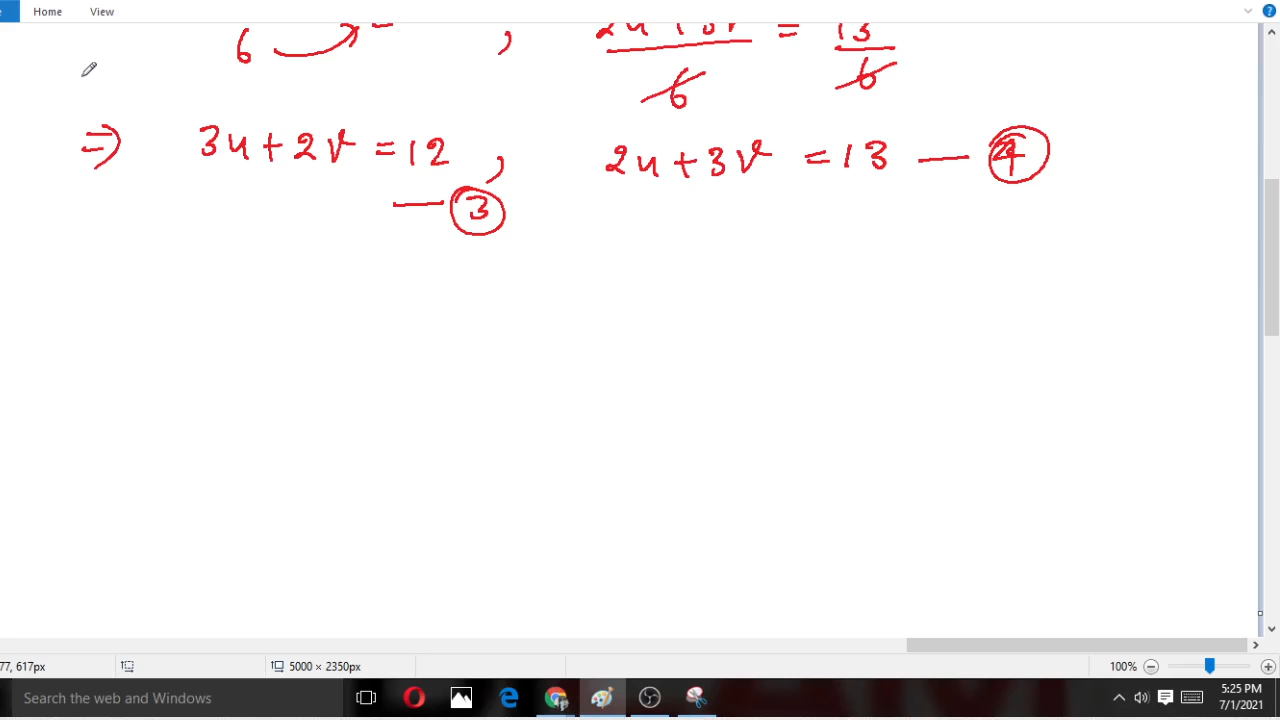 Home View
6 , =
6 6
⇒ 3u + 2v = 12 , 2u + 3v = 13 — 4
— 3
77, 617px 5000 × 2350px 100%
Search the web and Windows 5:25 PM
7/1/2021